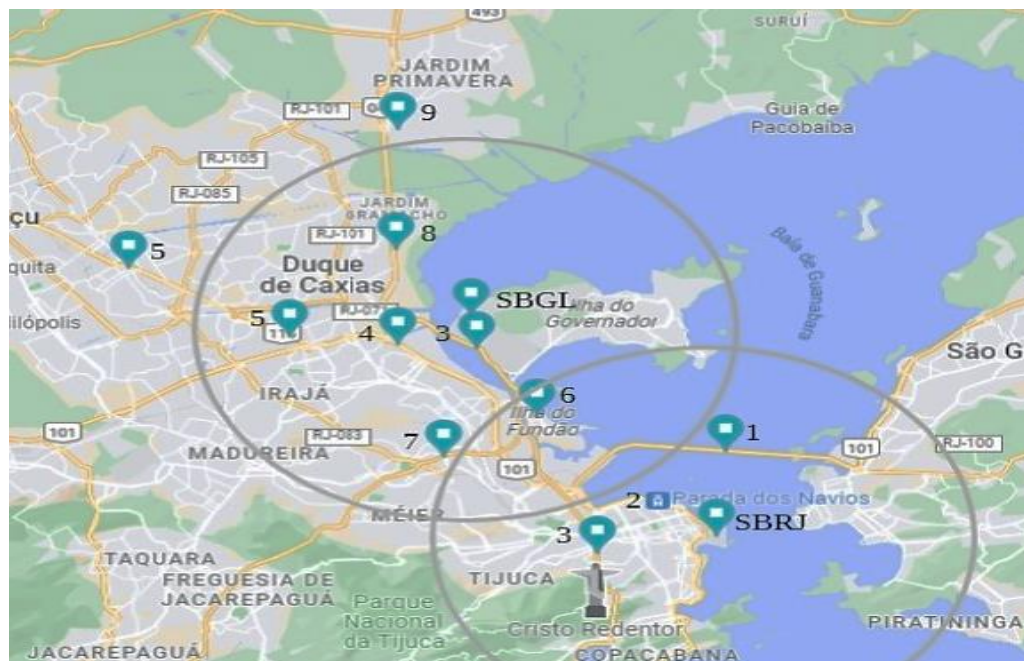 493
SURUÍ
JARDIM
PRIMAVERA
RJ-101
9
Guia de
Pacobaíba
RJ-105
RJ-085
JARDIM
çu
RJ-101
8
5
quita
Duque
de Caxias
Baía de Guanabara
SBGL
Ilha do
Governador
5
4
3
ilópolis
São G
IRAJÁ
6
Ilha do
Fundão
101
RJ-083
7
1
101
RJ-100
MADUREIRA
101
2
Parada dos Navios
MÉIER
SBRJ
3
TAQUARA
FREGUESIA DE
JACAREPAGUÁ
TIJUCA
Parque
Nacional
da Tijuca
Cristo Redentor
PIRATININGA
JACAREPAGUÁ
COPACABANA